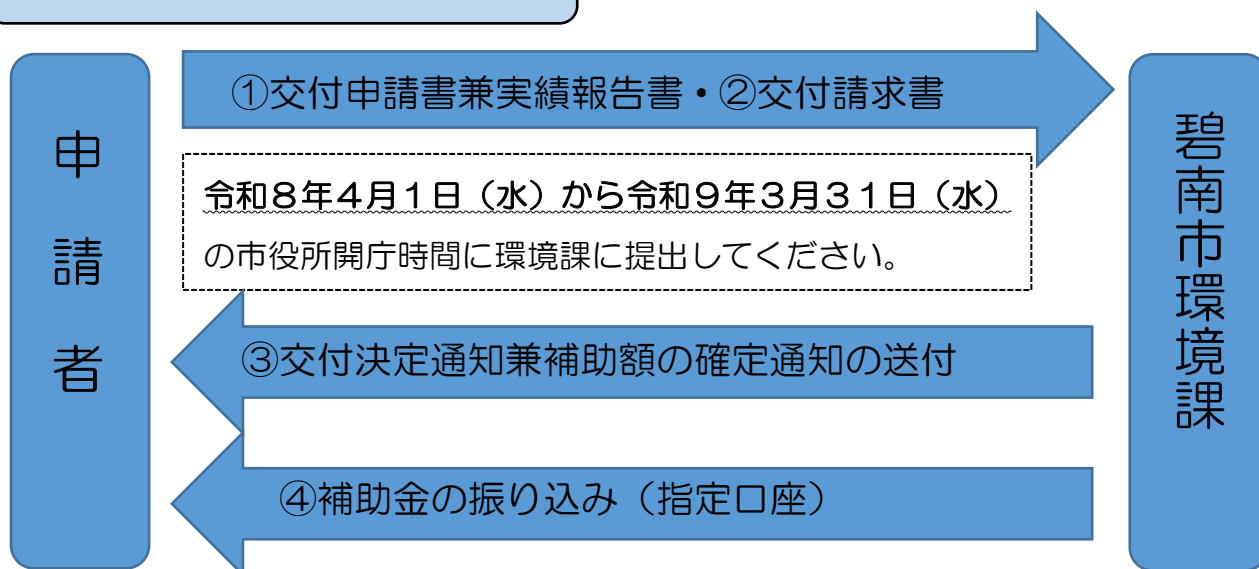 申請者
①交付申請書兼実績報告書・②交付請求書
令和８年４月１日（水）から令和９年３月３１日（水）
の市役所開庁時間に環境課に提出してください。
③交付決定通知兼補助額の確定通知の送付
④補助金の振り込み（指定口座）
碧南市環境課